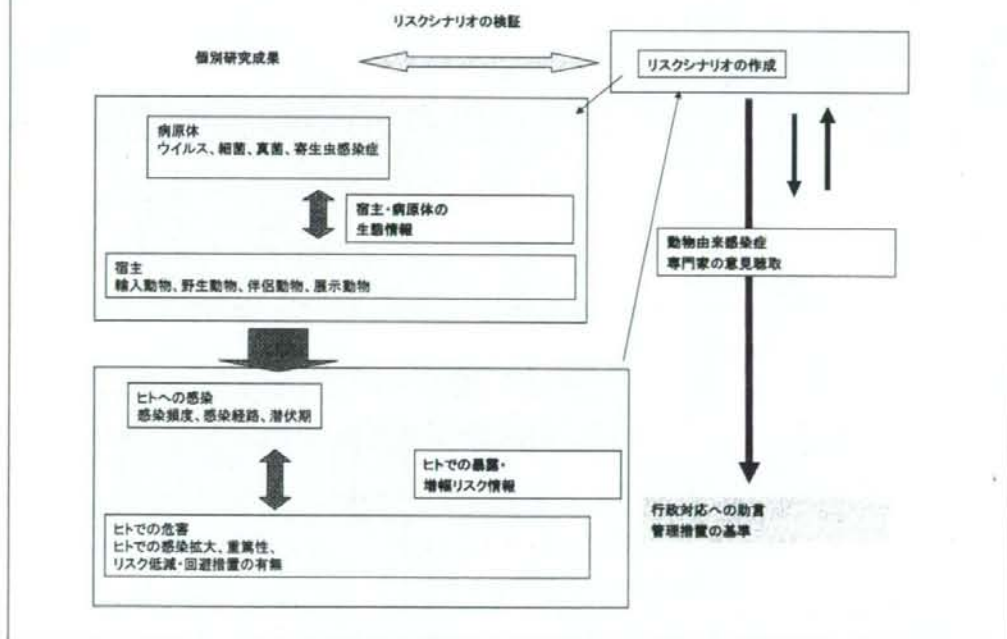 リスクシナリオの検証
個別研究成果
リスクシナリオの作成
病原体
ウイルス、細菌、真菌、寄生虫感染症
宿主・病原体の
生態情報
宿主
輸入動物、野生動物、伴侶動物、展示動物
動物由来感染症
専門家の意見聴取
ヒトへの感染
感染頻度、感染経路、潜伏期
ヒトでの暴露・
増幅リスク情報
ヒトでの危害
ヒトでの感染拡大、重篤性、
リスク低減・回避措置の有無
行政対応への助言
管理措置の基準